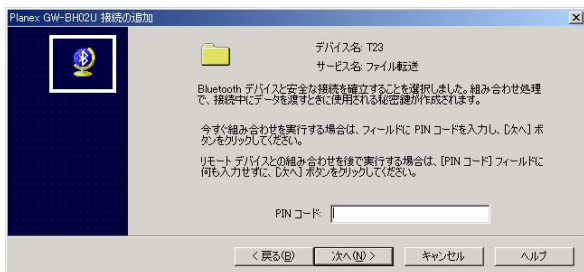 Planex GW-BH02U 接続の追加
デバイス名: T23
サービス名: ファイル転送
Bluetooth デバイスと安全な接続を確立することを選択しました。組み合わせ処理
で、接続中にデータを渡すときに使用される秘密鍵が作成されます。
今すぐ組み合わせを実行する場合は、フィールドに PIN コードを入力し、[次へ] ボ
タンをクリックしてください。
リモート デバイスとの組み合わせを後で実行する場合は、[PIN コード] フィールドに
何も入力せずに、[次へ] ボタンをクリックしてください。
PIN コード:
< 戻る(B) 次へ(N) > キャンセル ヘルプ